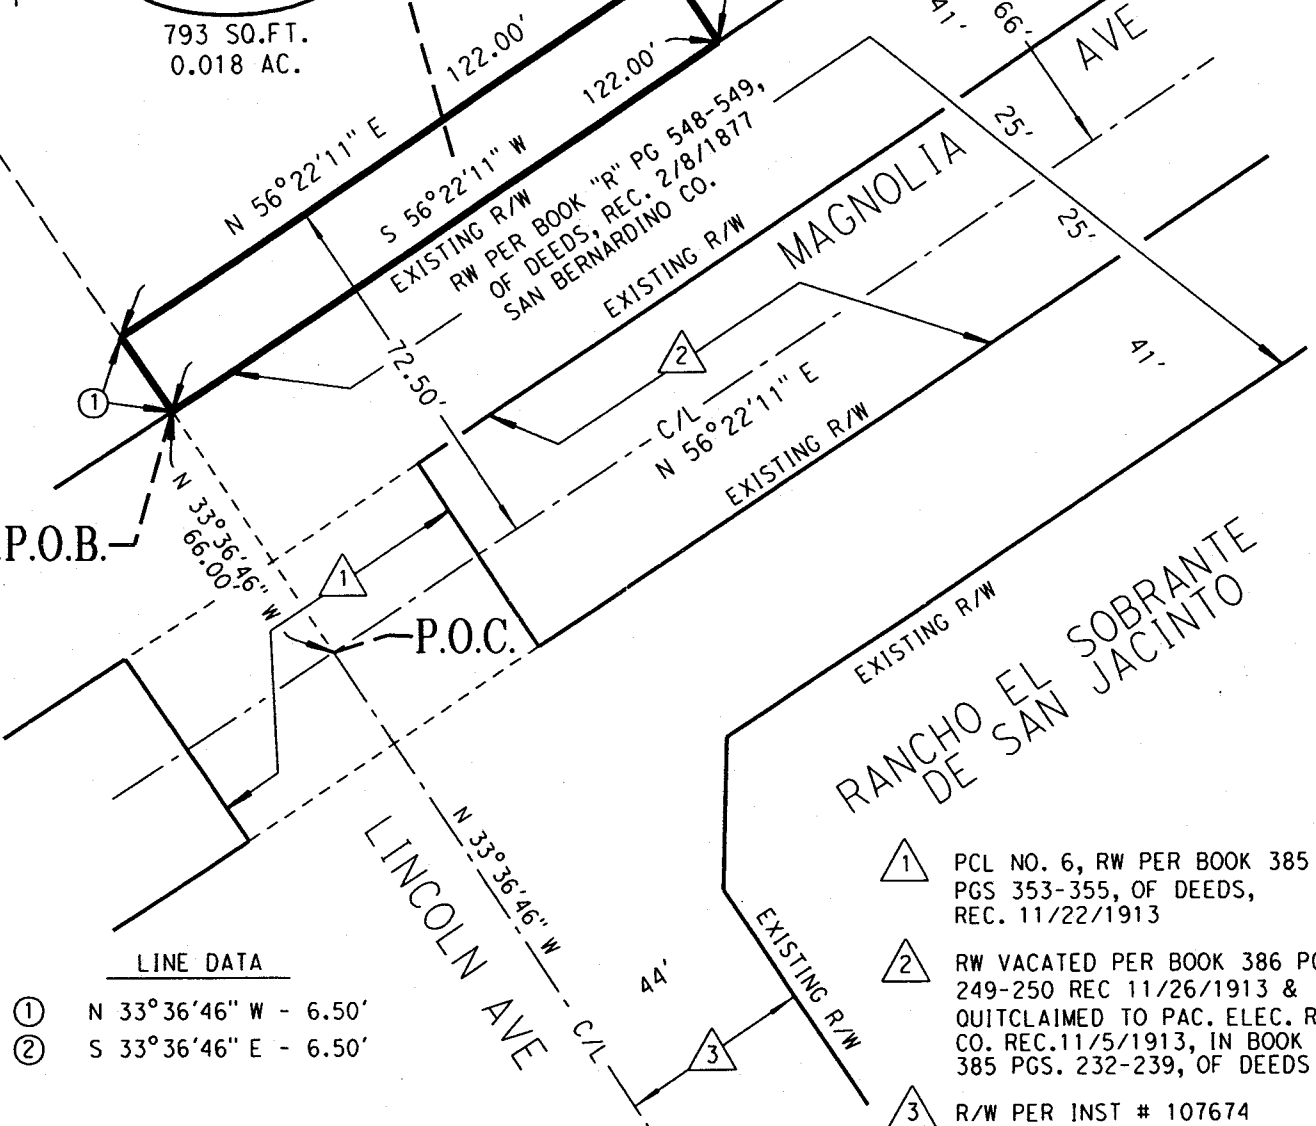 793 SQ.FT.
0.018 AC.
122.00'
122.00'
N 56°22'11" E
S 56°22'11" W
EXISTING R/W
RW PER BOOK "R" PG 548-549,
OF DEEDS, REC. 2/8/1877
SAN BERNARDINO CO.
41'
66'
AVE
25'
MAGNOLIA
EXISTING R/W
25'
72.50'
2
41'
C/L
N 56°22'11" E
EXISTING R/W
1
P.O.B.
N 33°36'46" W
66.00'
1
P.O.C.
EXISTING R/W
RANCHO EL SOBRANTE
DE SAN JACINTO
N 33°36'46" W
C/L
LINCOLN AVE
44'
EXISTING R/W
3
LINE DATA
1 N 33°36'46" W - 6.50'
2 S 33°36'46" E - 6.50'
1 PCL NO. 6, RW PER BOOK 385
PGS 353-355, OF DEEDS,
REC. 11/22/1913
2 RW VACATED PER BOOK 386
249-250 REC 11/26/1913 &
QUITCLAIMED TO PAC. ELEC.
CO. REC.11/5/1913, IN BOOK
385 PGS. 232-239, OF DEEDS
3 R/W PER INST # 107674